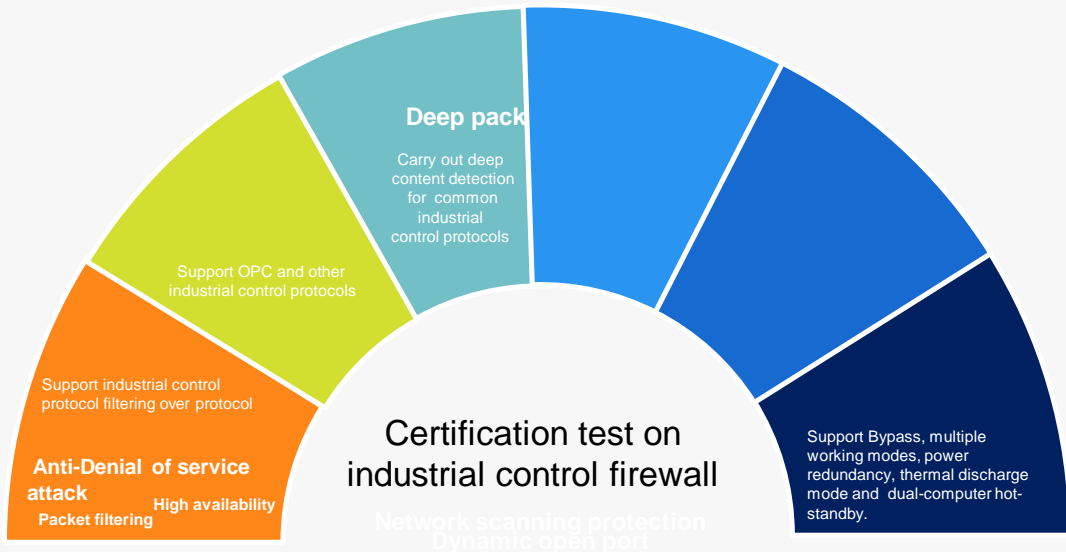 Deep pack
Carry out deep
content detection
for common
industrial
control protocols
Support OPC and other
industrial control protocols
Support industrial control
protocol filtering over protocol
Anti-Denial of service
attack
High availability
Packet filtering
Certification test on
industrial control firewall
Network scanning protection
Dynamic open port
Support Bypass, multiple
working modes, power
redundancy, thermal discharge
mode and dual-computer hot-
standby.